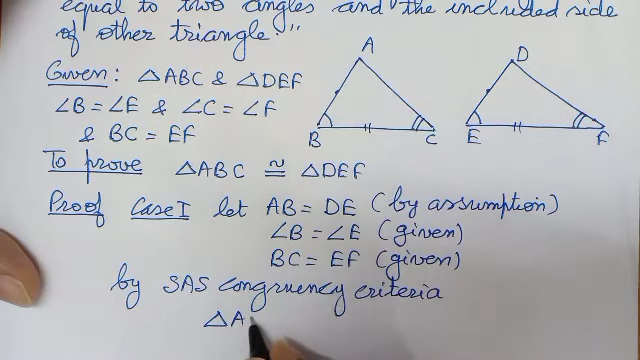 equal to two angles and the included side
of other triangle."
Given: △ABC & △DEF
∠B = ∠E & ∠C = ∠F
& BC = EF
A
B
C
D
E
F
To prove △ABC ≅ △DEF
Proof Case I let AB = DE (by assumption)
∠B = ∠E (given)
BC = EF (given)
by SAS congruency criteria
△A